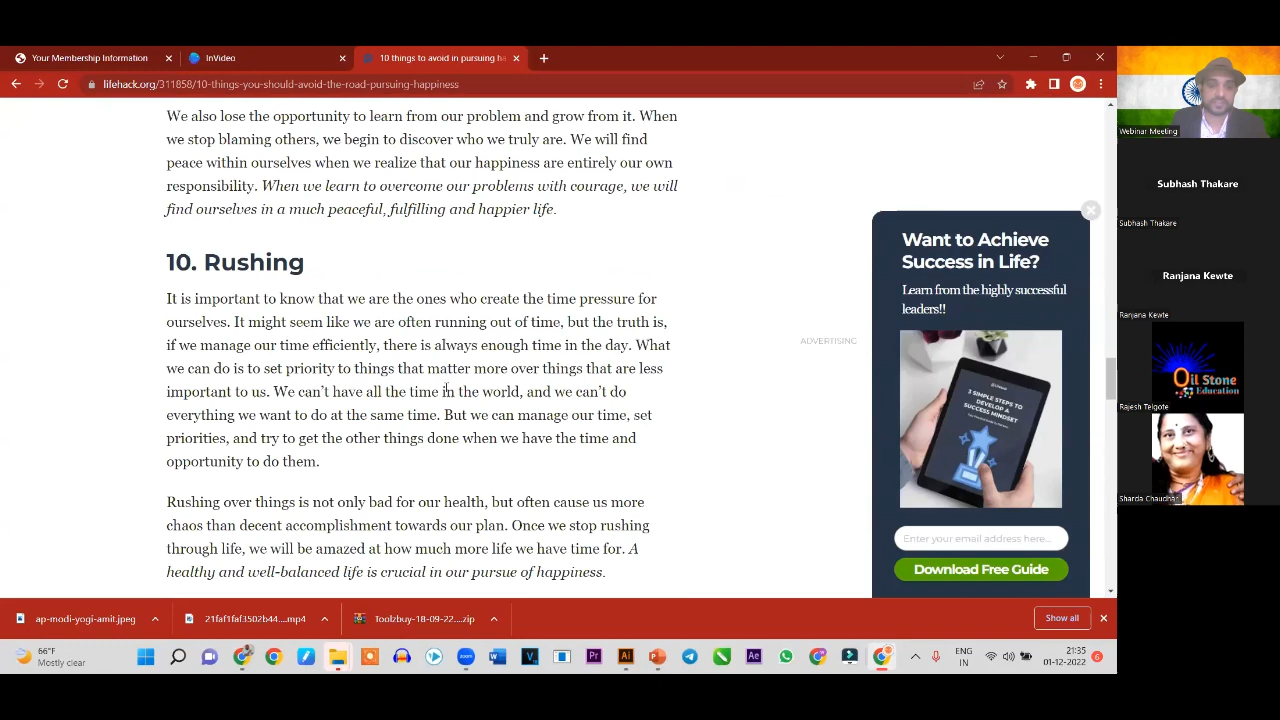 Your Membership Information
InVideo
10 things to avoid in pursuing ha
lifehack.org/311858/10-things-you-should-avoid-the-road-pursuing-happiness
We also lose the opportunity to learn from our problem and grow from it. When
we stop blaming others, we begin to discover who we truly are. We will find
peace within ourselves when we realize that our happiness are entirely our own
responsibility. When we learn to overcome our problems with courage, we will
find ourselves in a much peaceful, fulfilling and happier life.
10. Rushing
It is important to know that we are the ones who create the time pressure for
ourselves. It might seem like we are often running out of time, but the truth is,
if we manage our time efficiently, there is always enough time in the day. What
we can do is to set priority to things that matter more over things that are less
important to us. We can’t have all the time in the world, and we can’t do
everything we want to do at the same time. But we can manage our time, set
priorities, and try to get the other things done when we have the time and
opportunity to do them.
Rushing over things is not only bad for our health, but often cause us more
chaos than decent accomplishment towards our plan. Once we stop rushing
through life, we will be amazed at how much more life we have time for. A
healthy and well-balanced life is crucial in our pursue of happiness.
ADVERTISING
Want to Achieve
Success in Life?
Learn from the highly successful
leaders!!
3 SIMPLE STEPS TO
DEVELOP A
SUCCESS MINDSET
Enter your email address here...
Download Free Guide
Webinar Meeting
Subhash Thakare
Subhash Thakare
Ranjana Kewte
Ranjana Kewte
Oil Stone
Education
Rajesh Telgote
Sharda Chaudhar
ap-modi-yogi-amit.jpeg
21faf1faf3502b44....mp4
Toolzbuy-18-09-22....zip
Show all
66°F
Mostly clear
ENG
IN
21:35
01-12-2022
6